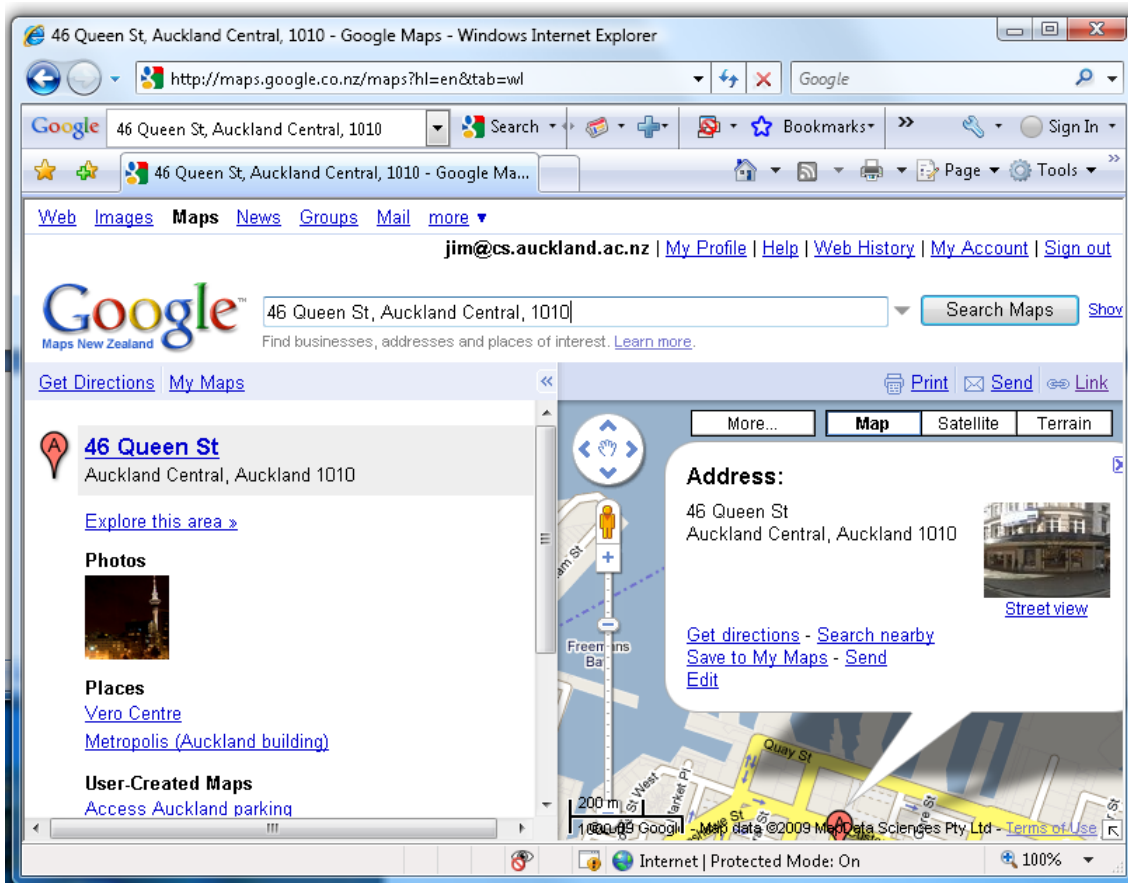 46 Queen St, Auckland Central, 1010 - Google Maps - Windows Internet Explorer
http://maps.google.co.nz/maps?hl=en&tab=wl Google
Google 46 Queen St, Auckland Central, 1010 Search Bookmarks » Sign In
46 Queen St, Auckland Central, 1010 - Google Ma... Page Tools »
Web Images Maps News Groups Mail more
jim@cs.auckland.ac.nz | My Profile | Help | Web History | My Account | Sign out
Google™ 46 Queen St, Auckland Central, 1010 Search Maps
Maps New Zealand Find businesses, addresses and places of interest. Learn more.
Get Directions My Maps « Print Send Link
More... Map Satellite Terrain
A 46 Queen St
Auckland Central, Auckland 1010
Explore this area »
Photos
Places
Vero Centre
Metropolis (Auckland building)
User-Created Maps
Access Auckland parking
Address:
46 Queen St
Auckland Central, Auckland 1010
Street view
Get directions - Search nearby
Save to My Maps - Send
Edit
Quay St
200 m
Map data ©2009 MapData Sciences Pty Ltd - Terms of Use
Internet | Protected Mode: On 100%